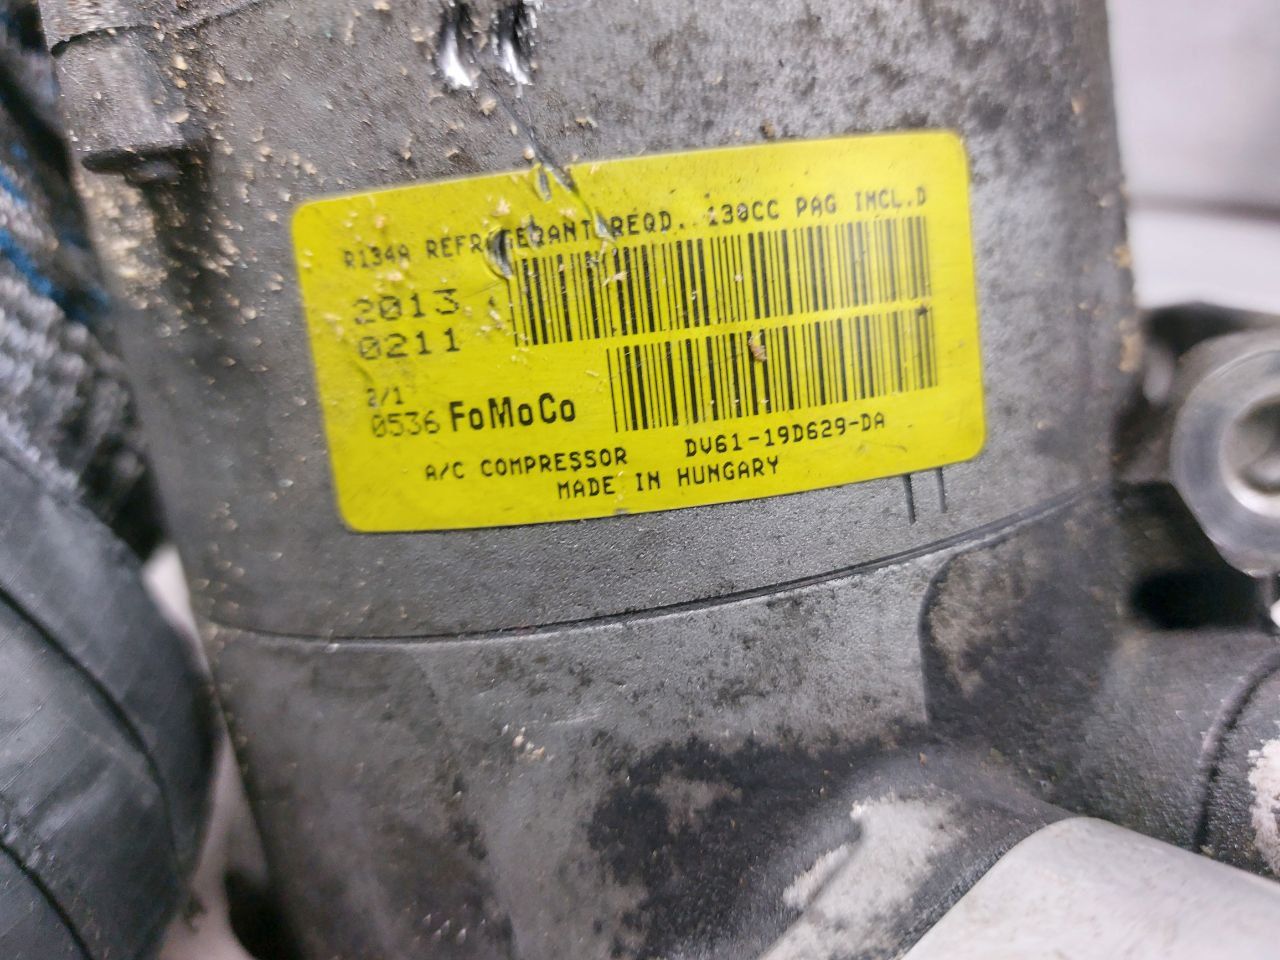 R134A REFRIGERANT REQD. 130CC PAG INCL.D
2013
0211
2/1
0536 FoMoCo
A/C COMPRESSOR DV61-19D629-DA
MADE IN HUNGARY